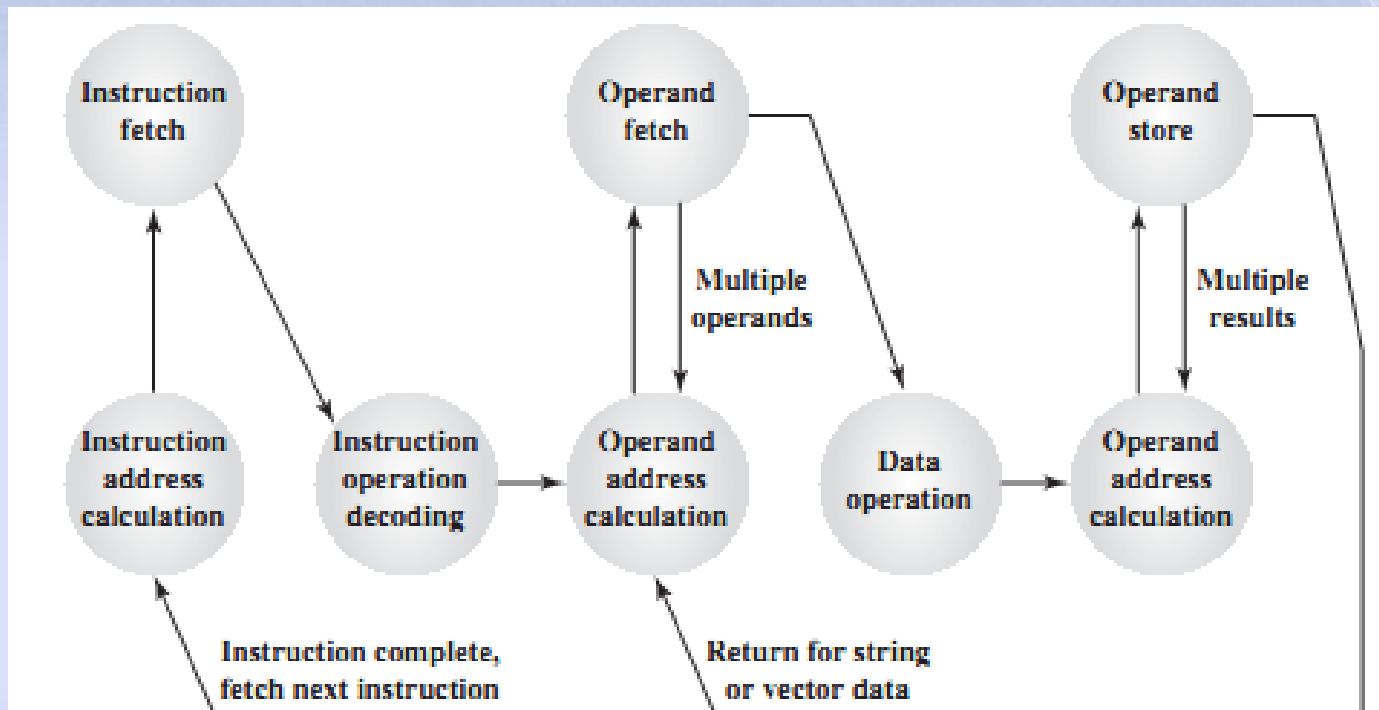 Instruction
fetch
Operand
fetch
Operand
store
Multiple
operands
Multiple
results
Instruction
address
calculation
Instruction
operation
decoding
Operand
address
calculation
Data
operation
Operand
address
calculation
Instruction complete,
fetch next instruction
Return for string
or vector data